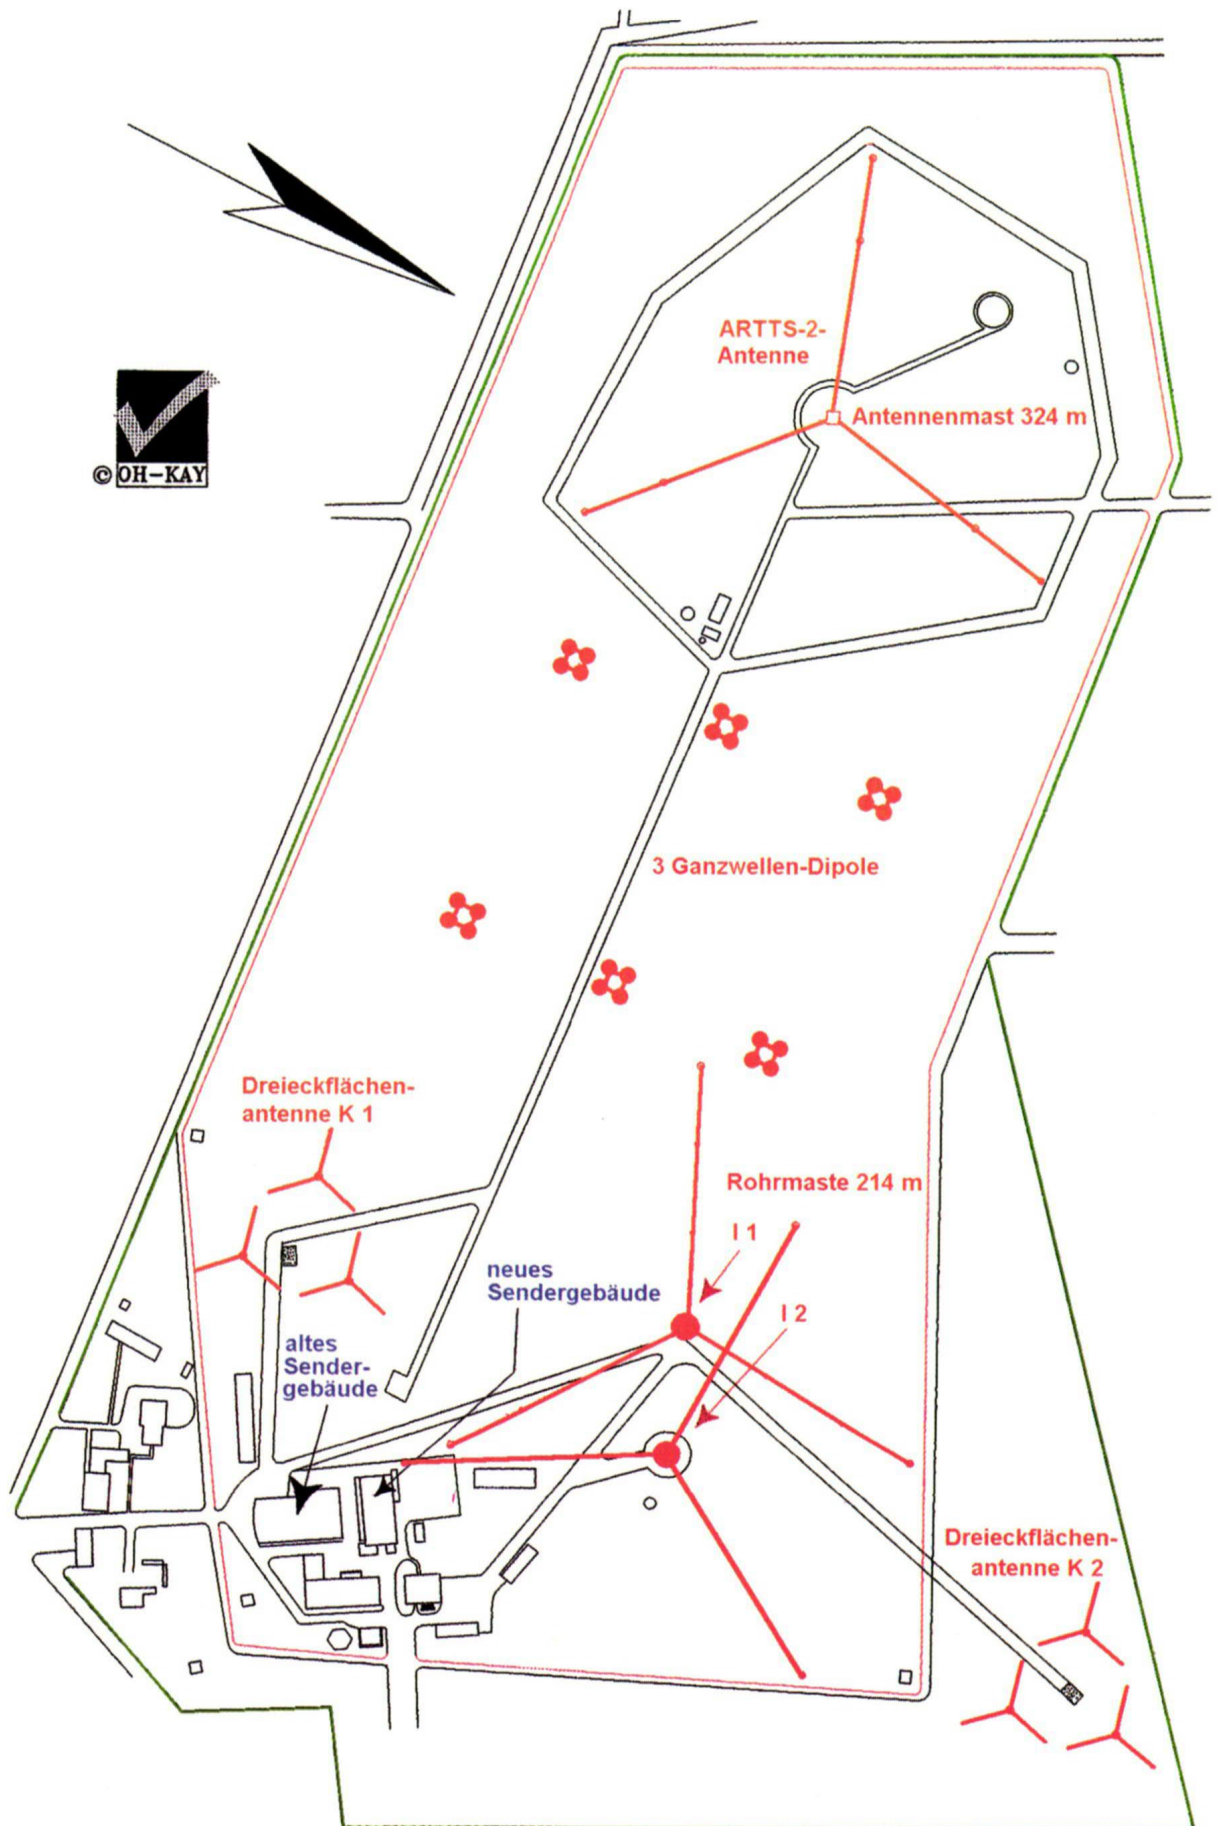 ARTTS-2-
Antenne
Antennenmast 324 m
© OH-KAY
3 Ganzwellen-Dipole
Dreieckflächen-
antenne K 1
Rohrmaste 214 m
I 1
neues
Sendergebäude
I 2
altes
Sender-
gebäude
Dreieckflächen-
antenne K 2